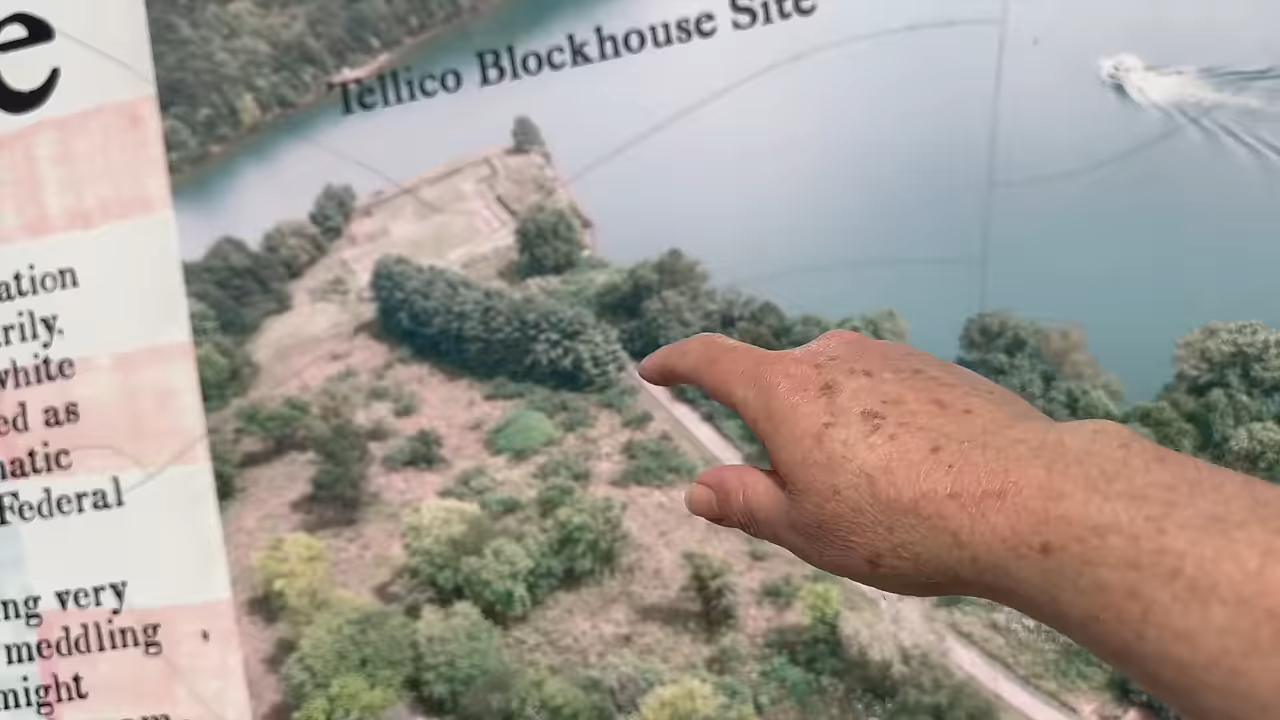 Tellico Blockhouse Site
e
ation
rily.
white
ed as
natic
Federal
ng very
meddling
might